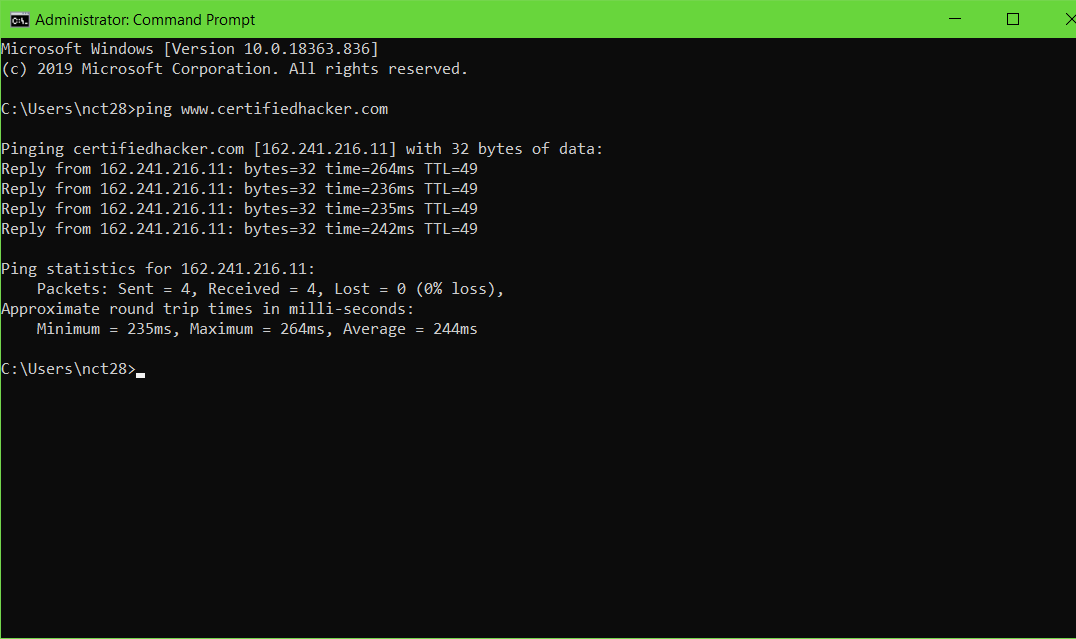 Administrator: Command Prompt
Microsoft Windows [Version 10.0.18363.836]
(c) 2019 Microsoft Corporation. All rights reserved.
C:\Users\nct28>ping www.certifiedhacker.com
Pinging certifiedhacker.com [162.241.216.11] with 32 bytes of data:
Reply from 162.241.216.11: bytes=32 time=264ms TTL=49
Reply from 162.241.216.11: bytes=32 time=236ms TTL=49
Reply from 162.241.216.11: bytes=32 time=235ms TTL=49
Reply from 162.241.216.11: bytes=32 time=242ms TTL=49
Ping statistics for 162.241.216.11:
    Packets: Sent = 4, Received = 4, Lost = 0 (0% loss),
Approximate round trip times in milli-seconds:
    Minimum = 235ms, Maximum = 264ms, Average = 244ms
C:\Users\nct28>